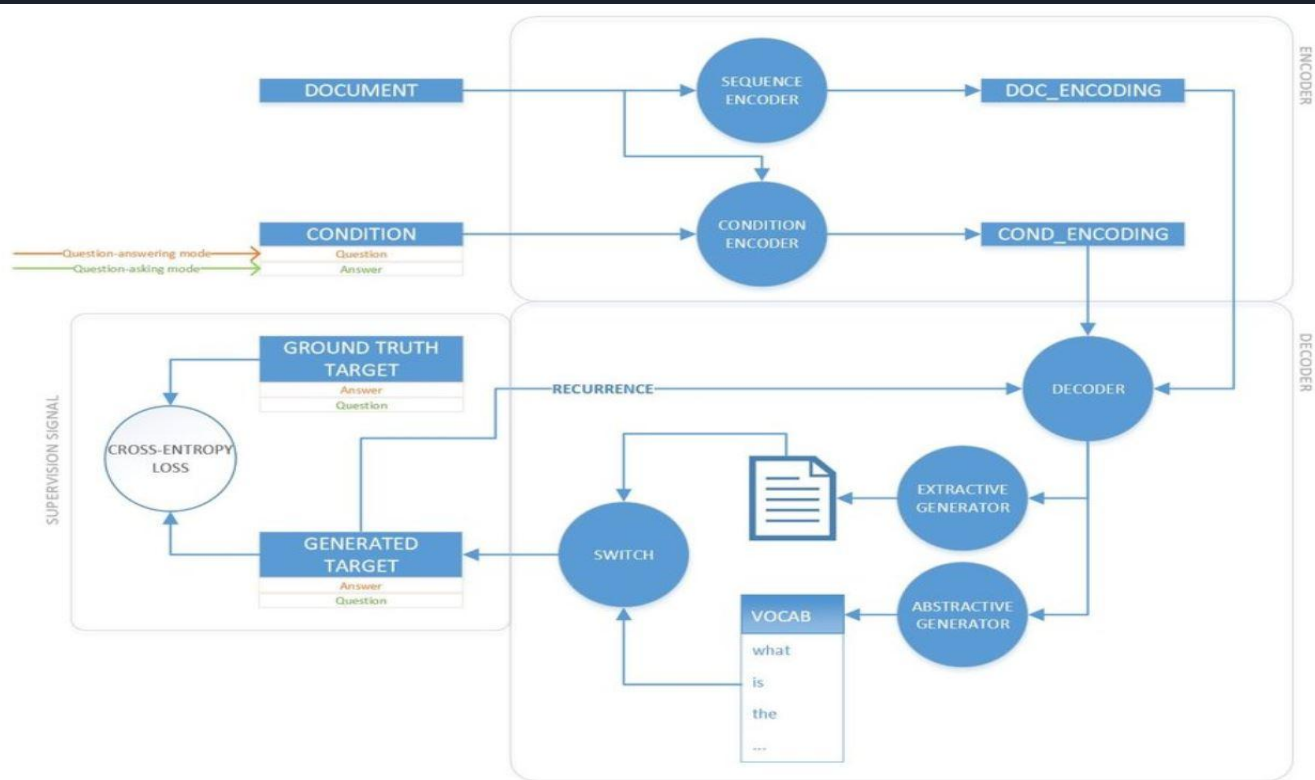 DOCUMENT
SEQUENCE
ENCODER
DOC_ENCODING
ENCODER
CONDITION
Question
Answer
Question-answering mode
Question-asking mode
CONDITION
ENCODER
COND_ENCODING
GROUND TRUTH
TARGET
Answer
Question
CROSS-ENTROPY
LOSS
SUPERVISION SIGNAL
GENERATED
TARGET
Answer
Question
RECURRENCE
DECODER
DECODER
EXTRACTIVE
GENERATOR
SWITCH
ABSTRACTIVE
GENERATOR
VOCAB
what
is
the
...